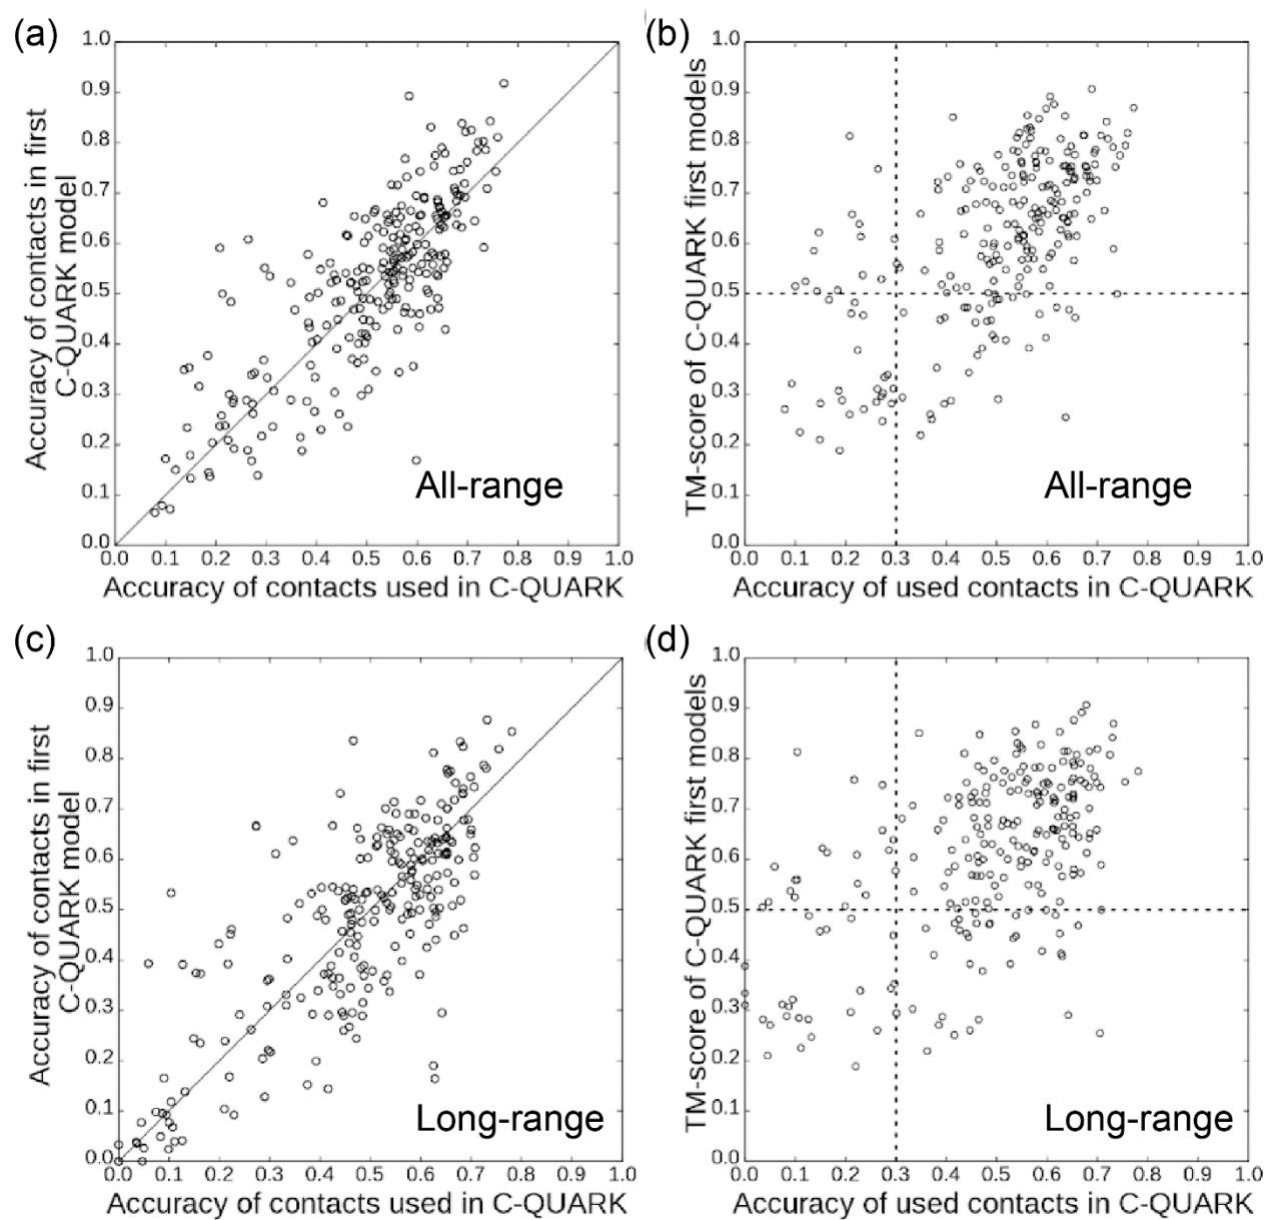 (a)
Accuracy of contacts in first
C-QUARK model
1.0
0.9
0.8
0.7
0.6
0.5
0.4
0.3
0.2
0.1
0.0
All-range
0.0 0.1 0.2 0.3 0.4 0.5 0.6 0.7 0.8 0.9 1.0
Accuracy of contacts used in C-QUARK
(b)
TM-score of C-QUARK first models
1.0
0.9
0.8
0.7
0.6
0.5
0.4
0.3
0.2
0.1
0.0
All-range
0.0 0.1 0.2 0.3 0.4 0.5 0.6 0.7 0.8 0.9 1.0
Accuracy of used contacts in C-QUARK
(c)
Accuracy of contacts in first
C-QUARK model
1.0
0.9
0.8
0.7
0.6
0.5
0.4
0.3
0.2
0.1
0.0
Long-range
0.0 0.1 0.2 0.3 0.4 0.5 0.6 0.7 0.8 0.9 1.0
Accuracy of contacts used in C-QUARK
(d)
TM-score of C-QUARK first models
1.0
0.9
0.8
0.7
0.6
0.5
0.4
0.3
0.2
0.1
0.0
Long-range
0.0 0.1 0.2 0.3 0.4 0.5 0.6 0.7 0.8 0.9 1.0
Accuracy of used contacts in C-QUARK